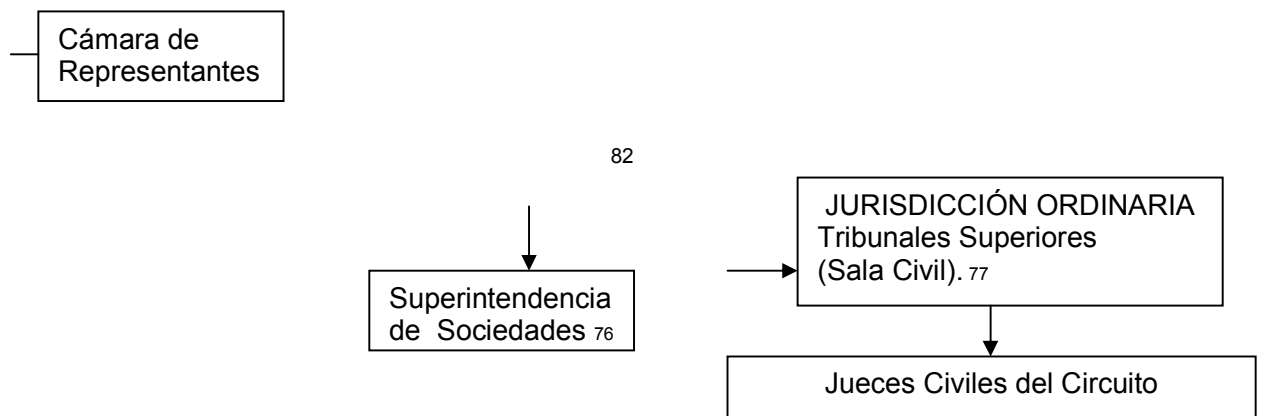 Cámara de
Representantes
82
JURISDICCIÓN ORDINARIA
Tribunales Superiores
(Sala Civil). 77
Superintendencia
de Sociedades 76
Jueces Civiles del Circuito